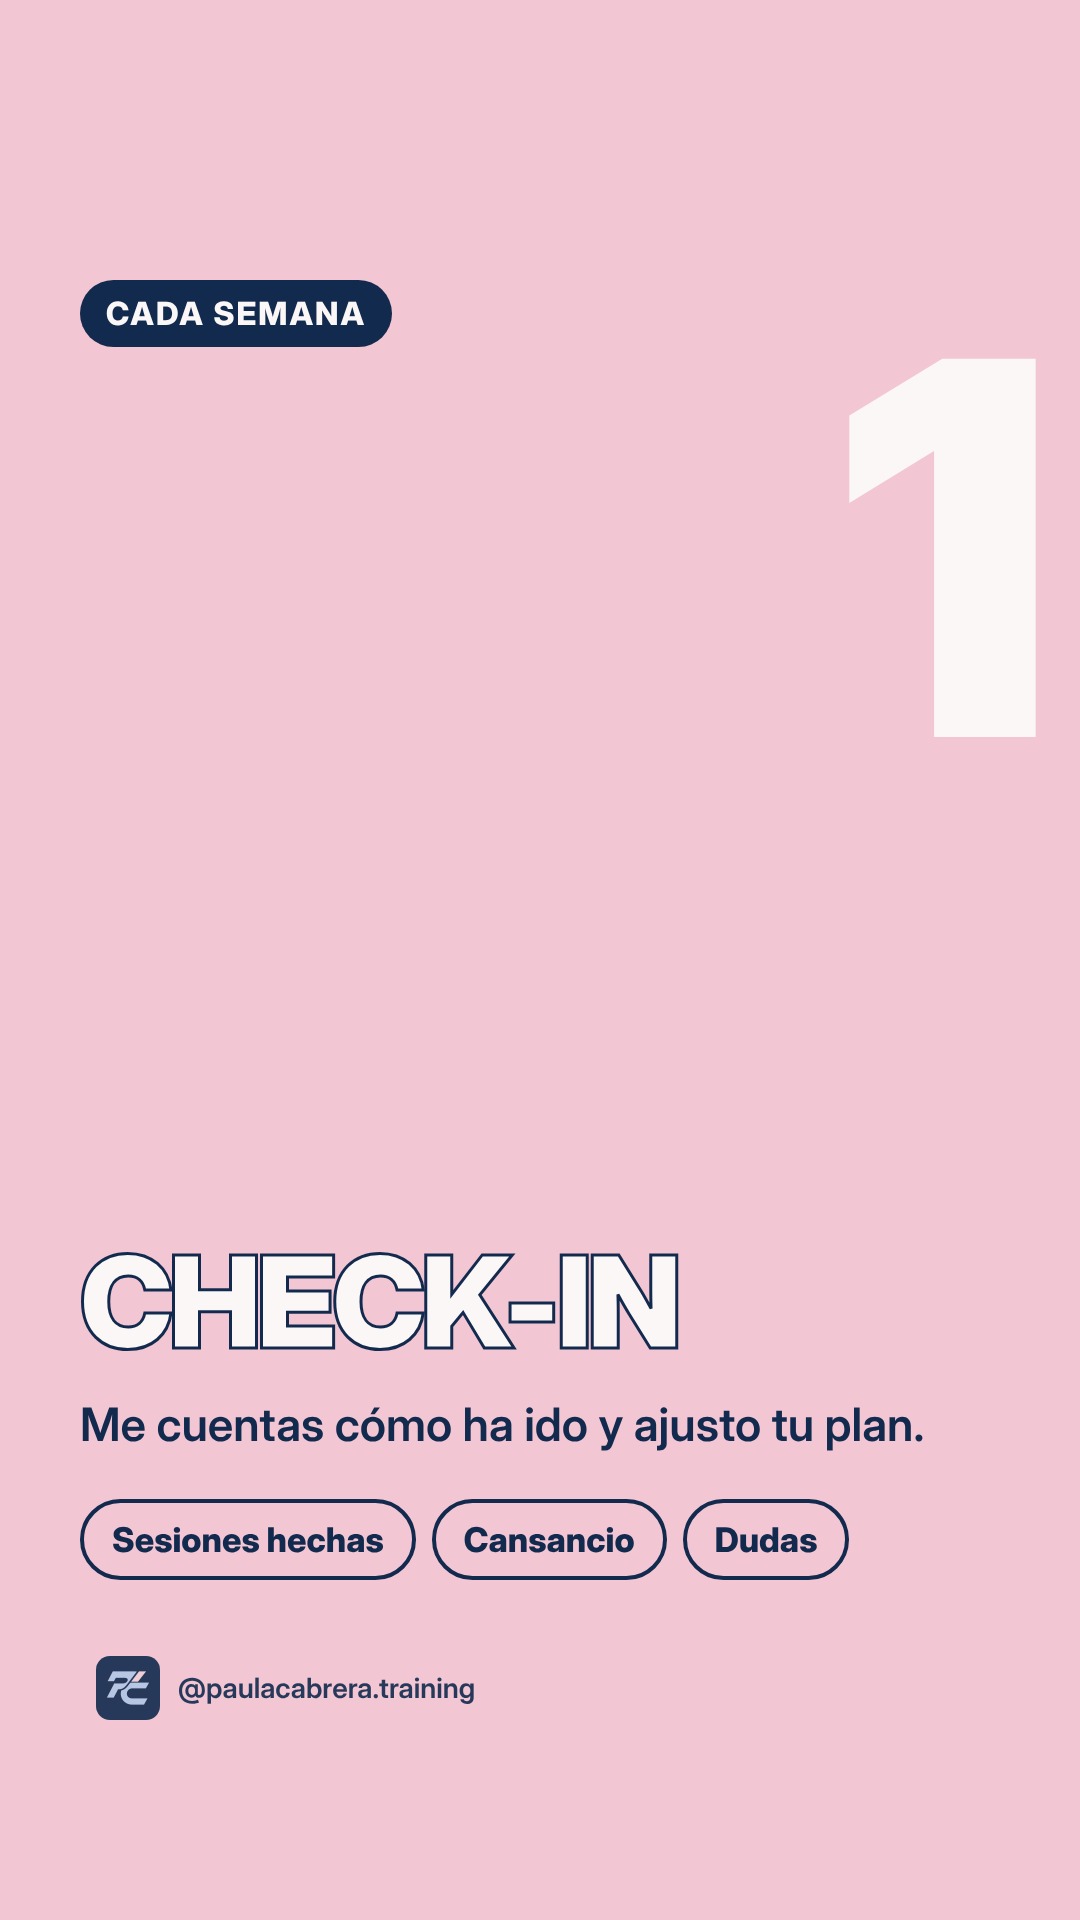 CADA SEMANA
1
CHECK-IN
Me cuentas cómo ha ido y ajusto tu plan.
Sesiones hechas Cansancio Dudas
PC @paulacabrera.training